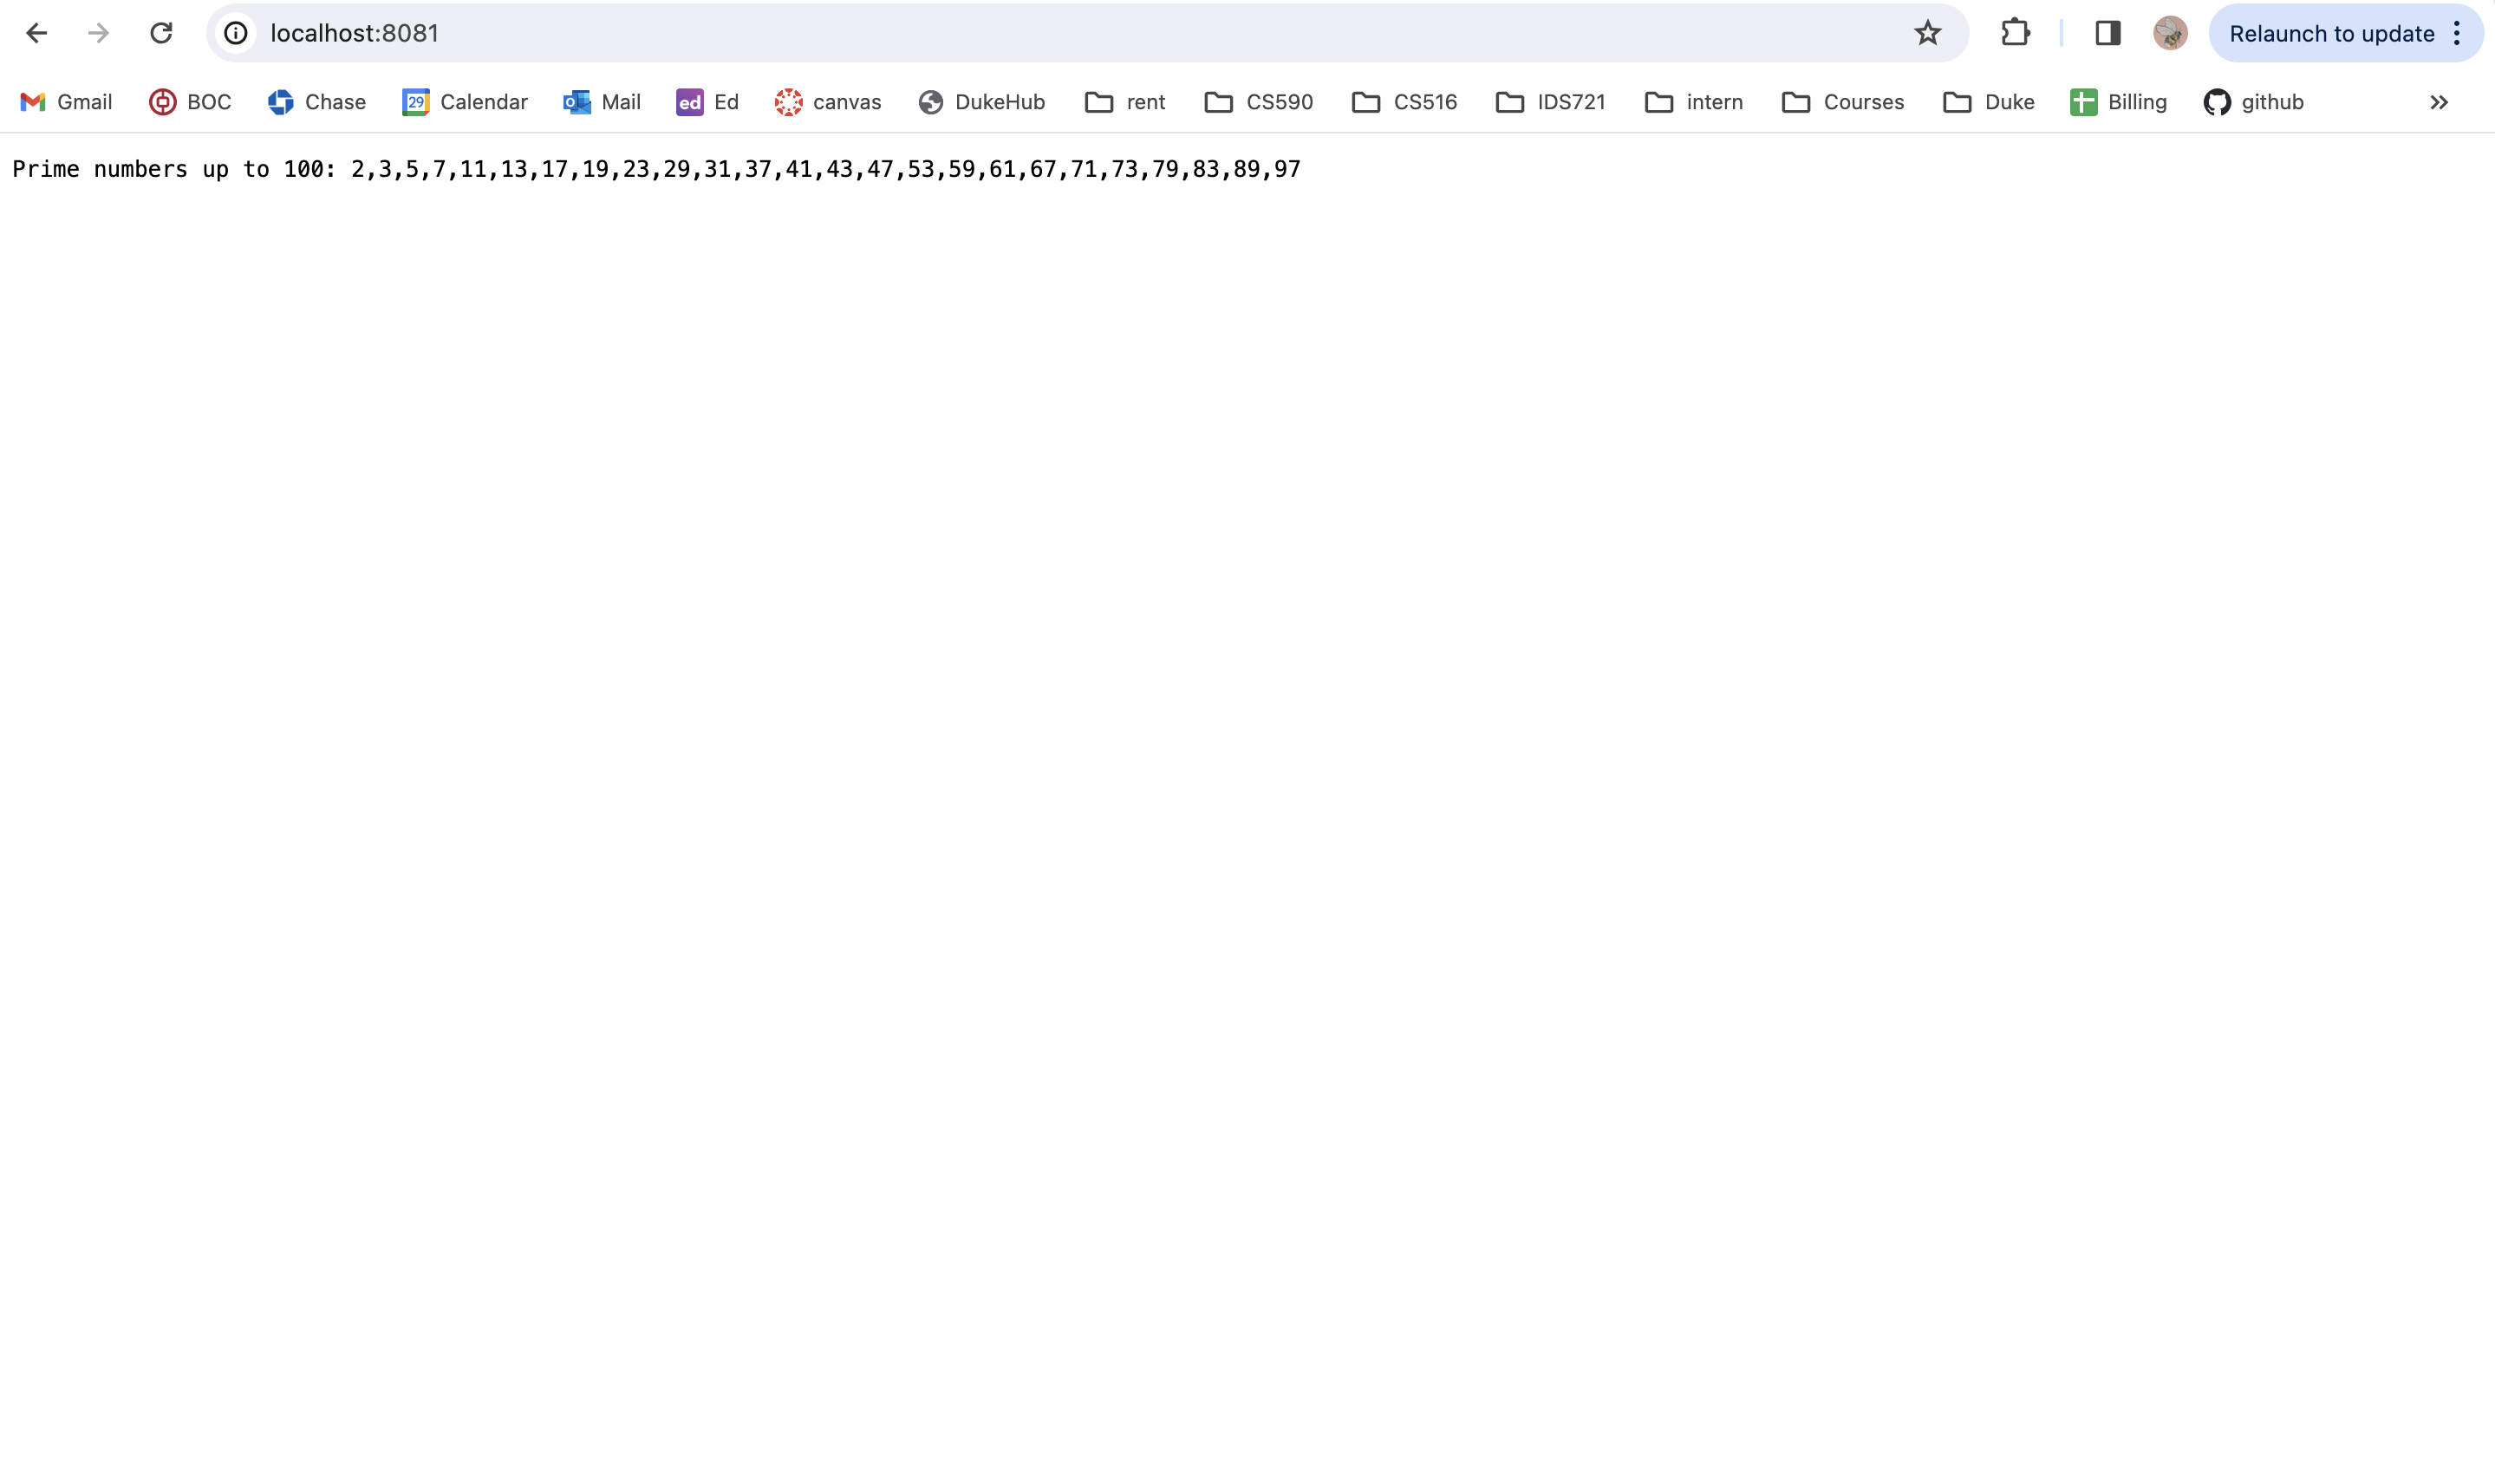 localhost:8081 Relaunch to update
Gmail BOC Chase 29 Calendar O Mail ed Ed canvas DukeHub rent CS590 CS516 IDS721 intern Courses Duke Billing github
Prime numbers up to 100: 2,3,5,7,11,13,17,19,23,29,31,37,41,43,47,53,59,61,67,71,73,79,83,89,97